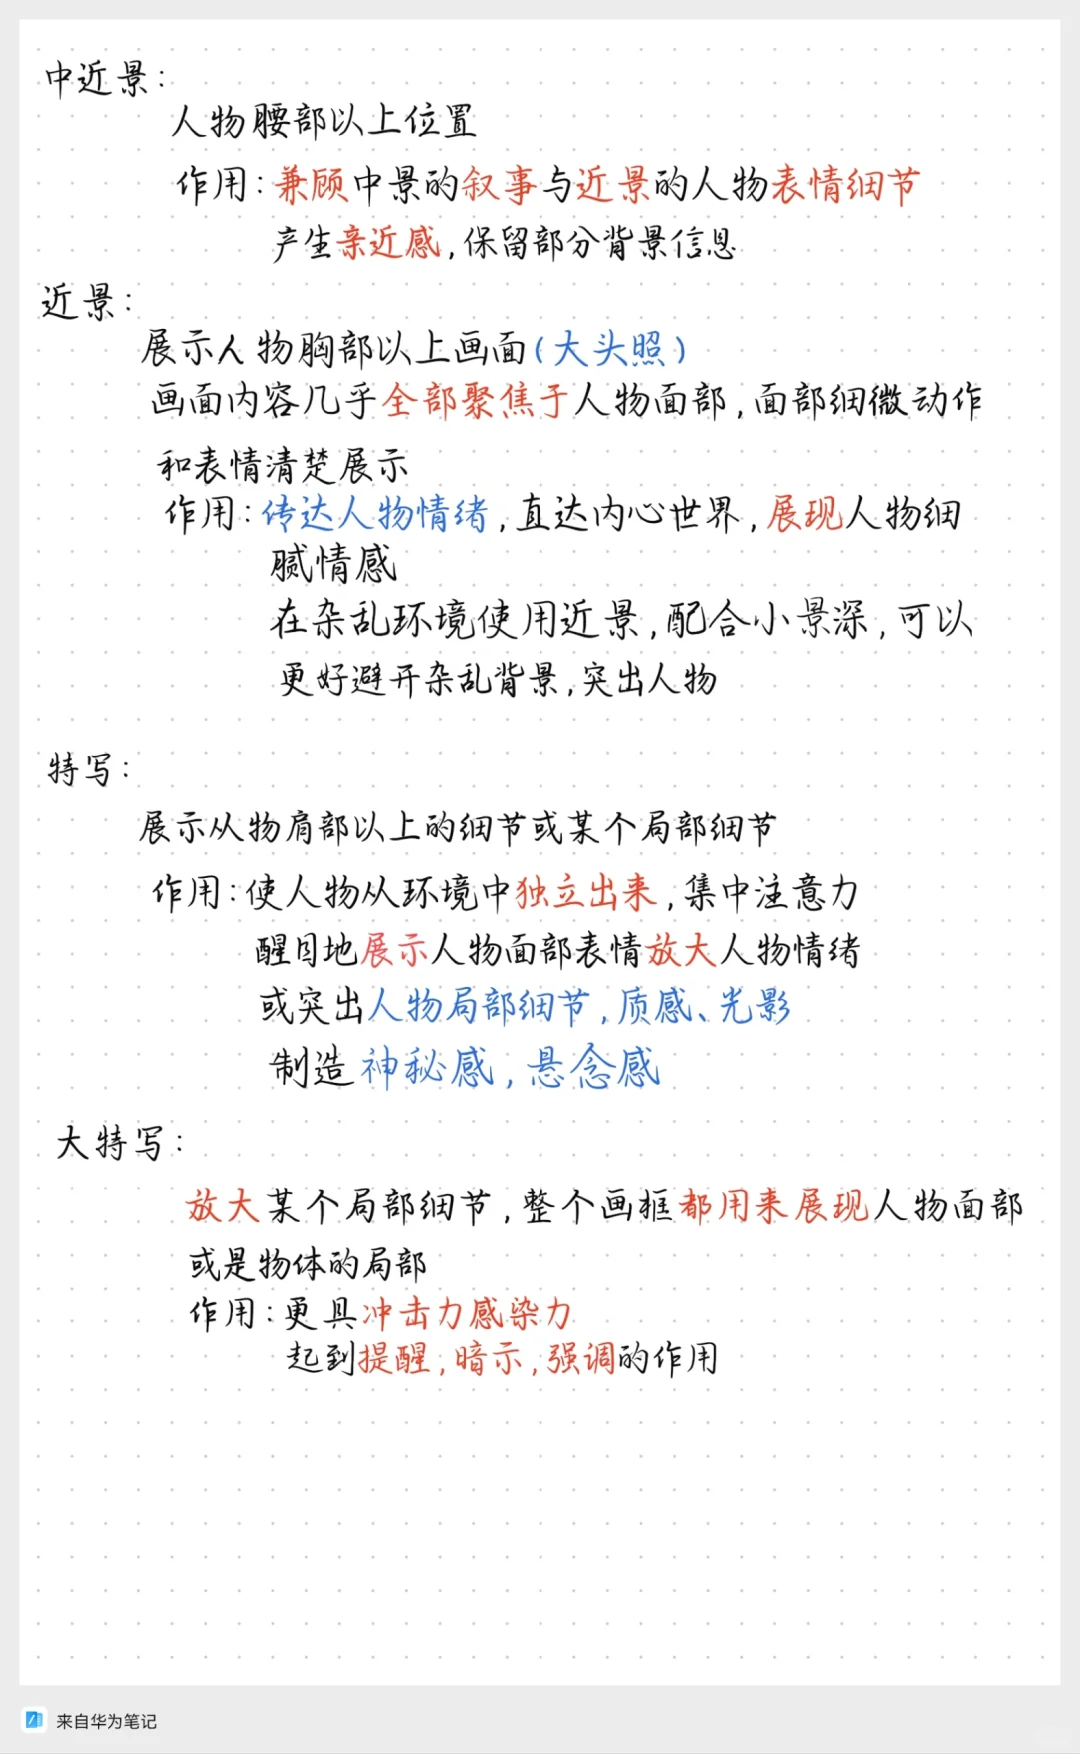 中近景：
人物腰部以上位置
作用：兼顾中景的叙事与近景的人物表情细节
产生亲近感，保留部分背景信息
近景：
展示人物胸部以上画面（大头照）
画面内容几乎全部聚焦于人物面部，面部细微动作
和表情清楚展示
作用：传达人物情绪，直达内心世界，展现人物细
腻情感
在杂乱环境使用近景，配合小景深，可以
更好避开杂乱背景，突出人物
特写：
展示从物肩部以上的细节或某个局部细节
作用：使人物从环境中独立出来，集中注意力
醒目地展示人物面部表情放大人物情绪
或突出人物局部细节，质感、光影
制造神秘感，悬念感
大特写：
放大某个局部细节，整个画框都用来展现人物面部
或是物体的局部
作用：更具冲击力感染力
起到提醒，暗示，强调的作用
来自华为笔记